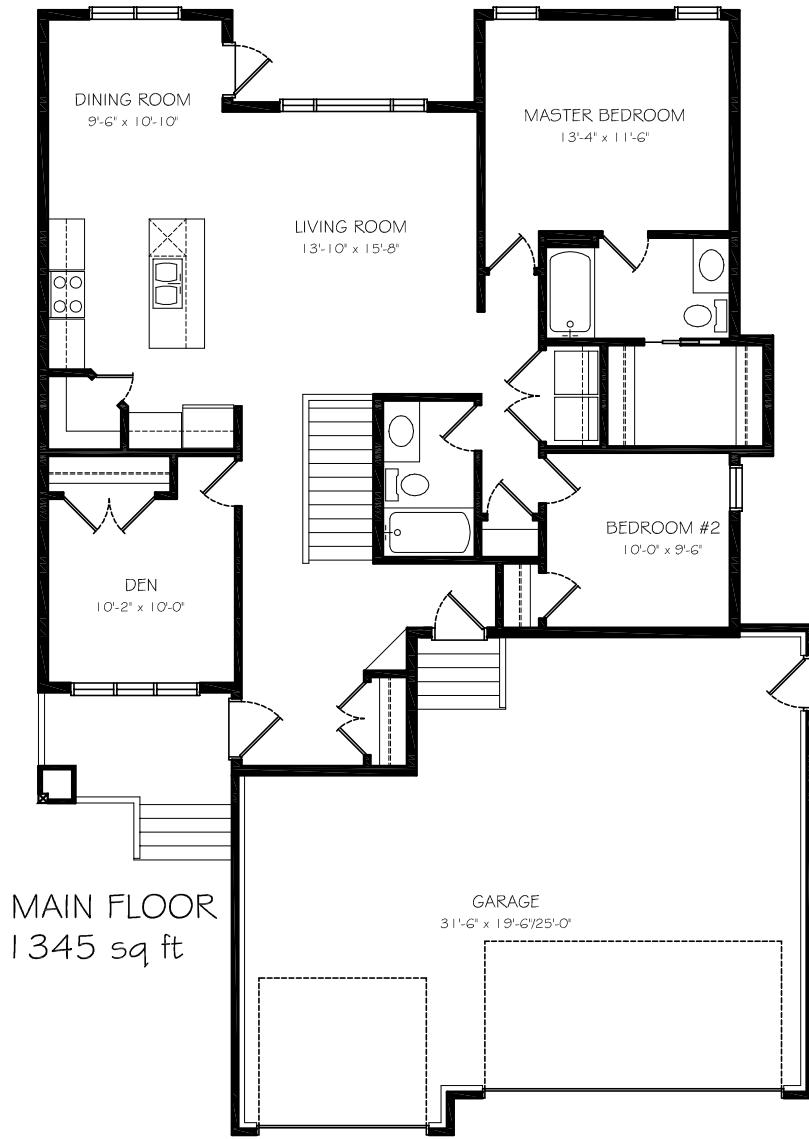 DINING ROOM
9'-6" x 10'-10"
MASTER BEDROOM
13'-4" x 11'-6"
LIVING ROOM
13'-10" x 15'-8"
BEDROOM #2
10'-0" x 9'-6"
DEN
10'-2" x 10'-0"
MAIN FLOOR
1345 sq ft
GARAGE
31'-6" x 19'-6"/25'-0"